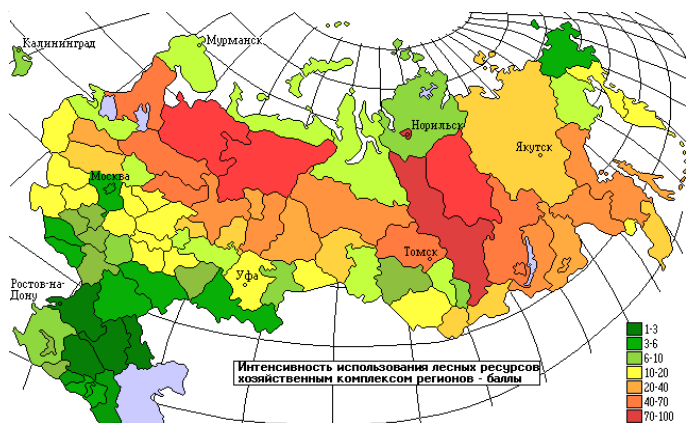 Калининград
Мурманск
Норильск
Якутск
Москва
Томск
Уфа
Ростов-на-
Дону
Интенсивность использования лесных ресурсов
хозяйственным комплексом регионов - баллы
1-3
3-6
6-10
10-20
20-40
40-70
70-100